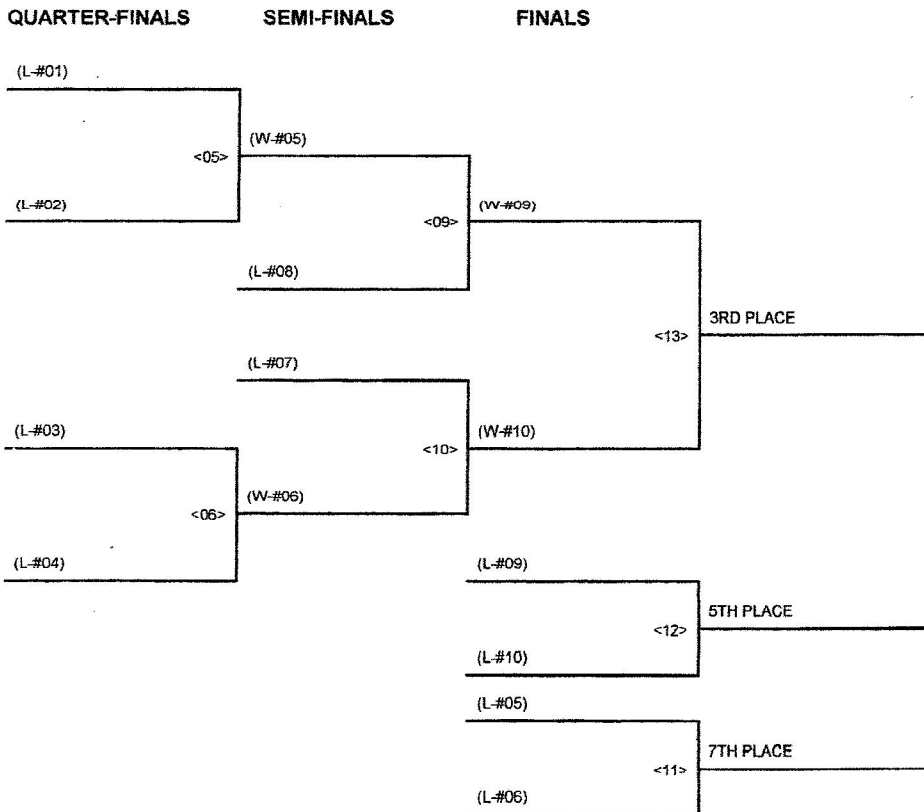 QUARTER-FINALS SEMI-FINALS FINALS
(L-#01)
(W-#05)
<05>
(L-#02)
(W-#09)
<09>
(L-#08)
3RD PLACE
<13>
(L-#07)
(L-#03)
(W-#10)
<10>
(W-#06)
<06>
(L-#04)
(L-#09)
5TH PLACE
<12>
(L-#10)
(L-#05)
7TH PLACE
<11>
(L-#06)